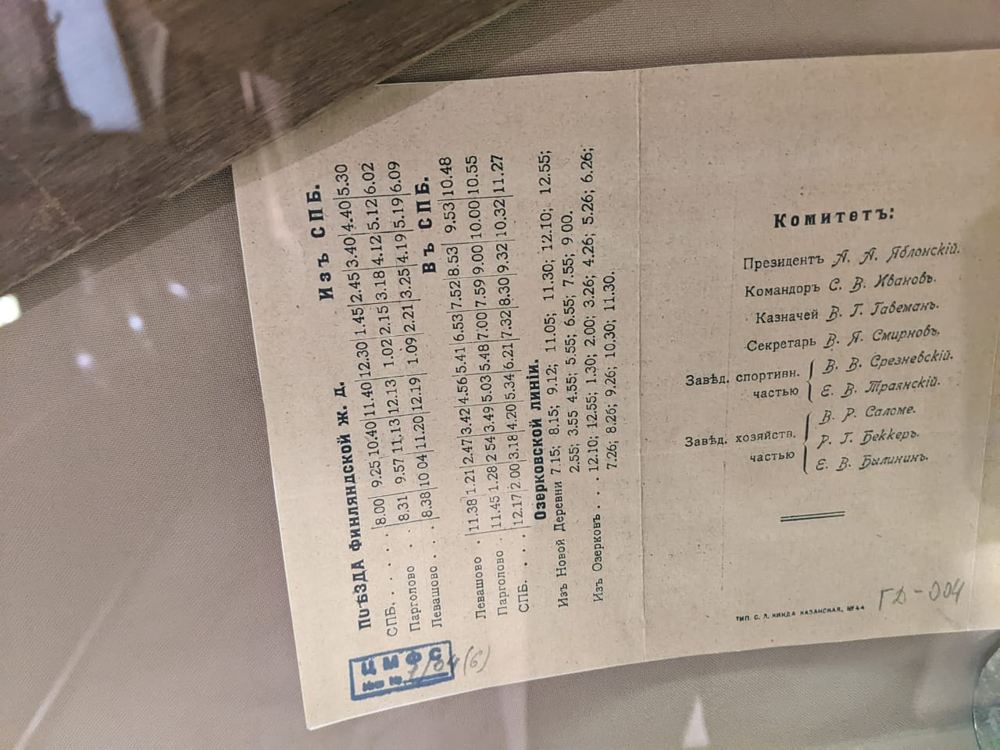 ПОѢЗДА ФИНЛЯНДСКОЙ Ж. Д.
Изъ СПБ.
СПБ. . . . . . 8.00 9.25 10.40 11.40 12.30 1.45 2.45 3.40 4.40 5.30
Парголово . . 8.31 9.57 11.13 12.13 1.02 2.15 3.18 4.12 5.12 6.02
Левашово . . . 8.38 10 04 11.20 12.19 1.09 2.21 3.25 4.19 5.19 6.09
Въ СПБ.
Левашово . 11.38 1.21 2.47 3.42 4.56 5.41 6.53 7.52 8.53 9.53 10.48
Парголово . 11.45 1.28 2 54 3.49 5.03 5.48 7.00 7.59 9.00 10.00 10.55
СПБ. . . . 12.17 2.00 3.18 4.20 5.34 6.21 7.32 8.30 9.32 10.32 11.27
Озерковской линіи.
Изъ Новой Деревни 7.15; 8.15; 9.12; 11.05; 11.30; 12.10; 12.55;
2.55; 3.55 4.55; 5.55; 6.55; 7.55; 9.00.
Изъ Озерковъ . . . . 12.10; 12.55; 1.30; 2.00; 3.26; 4.26; 5.26; 6.26;
7.26; 8.26; 9.26; 10.30; 11.30.
ЦМФС
7/04 (6)
Комитетъ:
Президентъ А. А. Яблонскій.
Командоръ С. В. Ивановъ.
Казначей В. Г. Гавеманъ.
Секретарь В. Я. Смирновъ.
Завѣд. спортивн. частью
В. В. Срезневскій.
Е. В. Траянскій.
Завѣд. хозяйств. частью
В. Р. Саломе.
Р. Г. Беккеръ.
Е. В. Былининъ.
ТИП. С. Л. КИНДА КАЗАНСКАЯ, №44
ГД-004